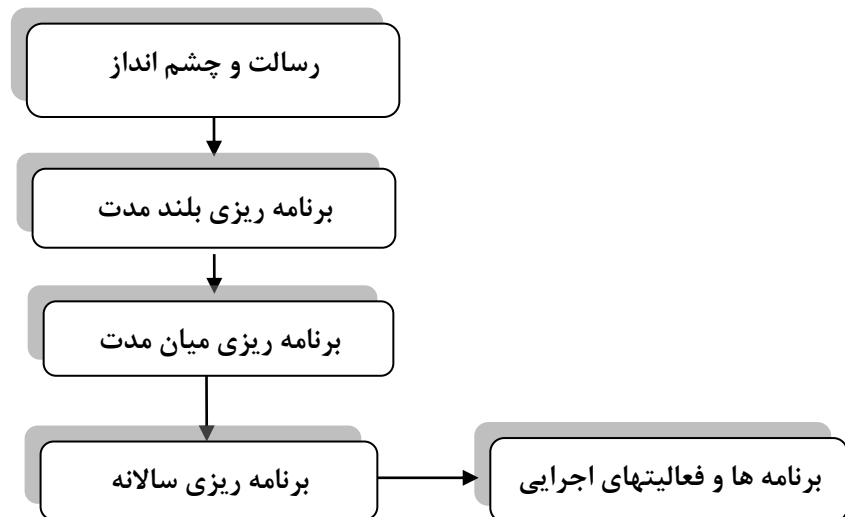 رسالت و چشم انداز
برنامه ریزی بلند مدت
برنامه ریزی میان مدت
برنامه ریزی سالانه
برنامه ها و فعالیتهای اجرایی